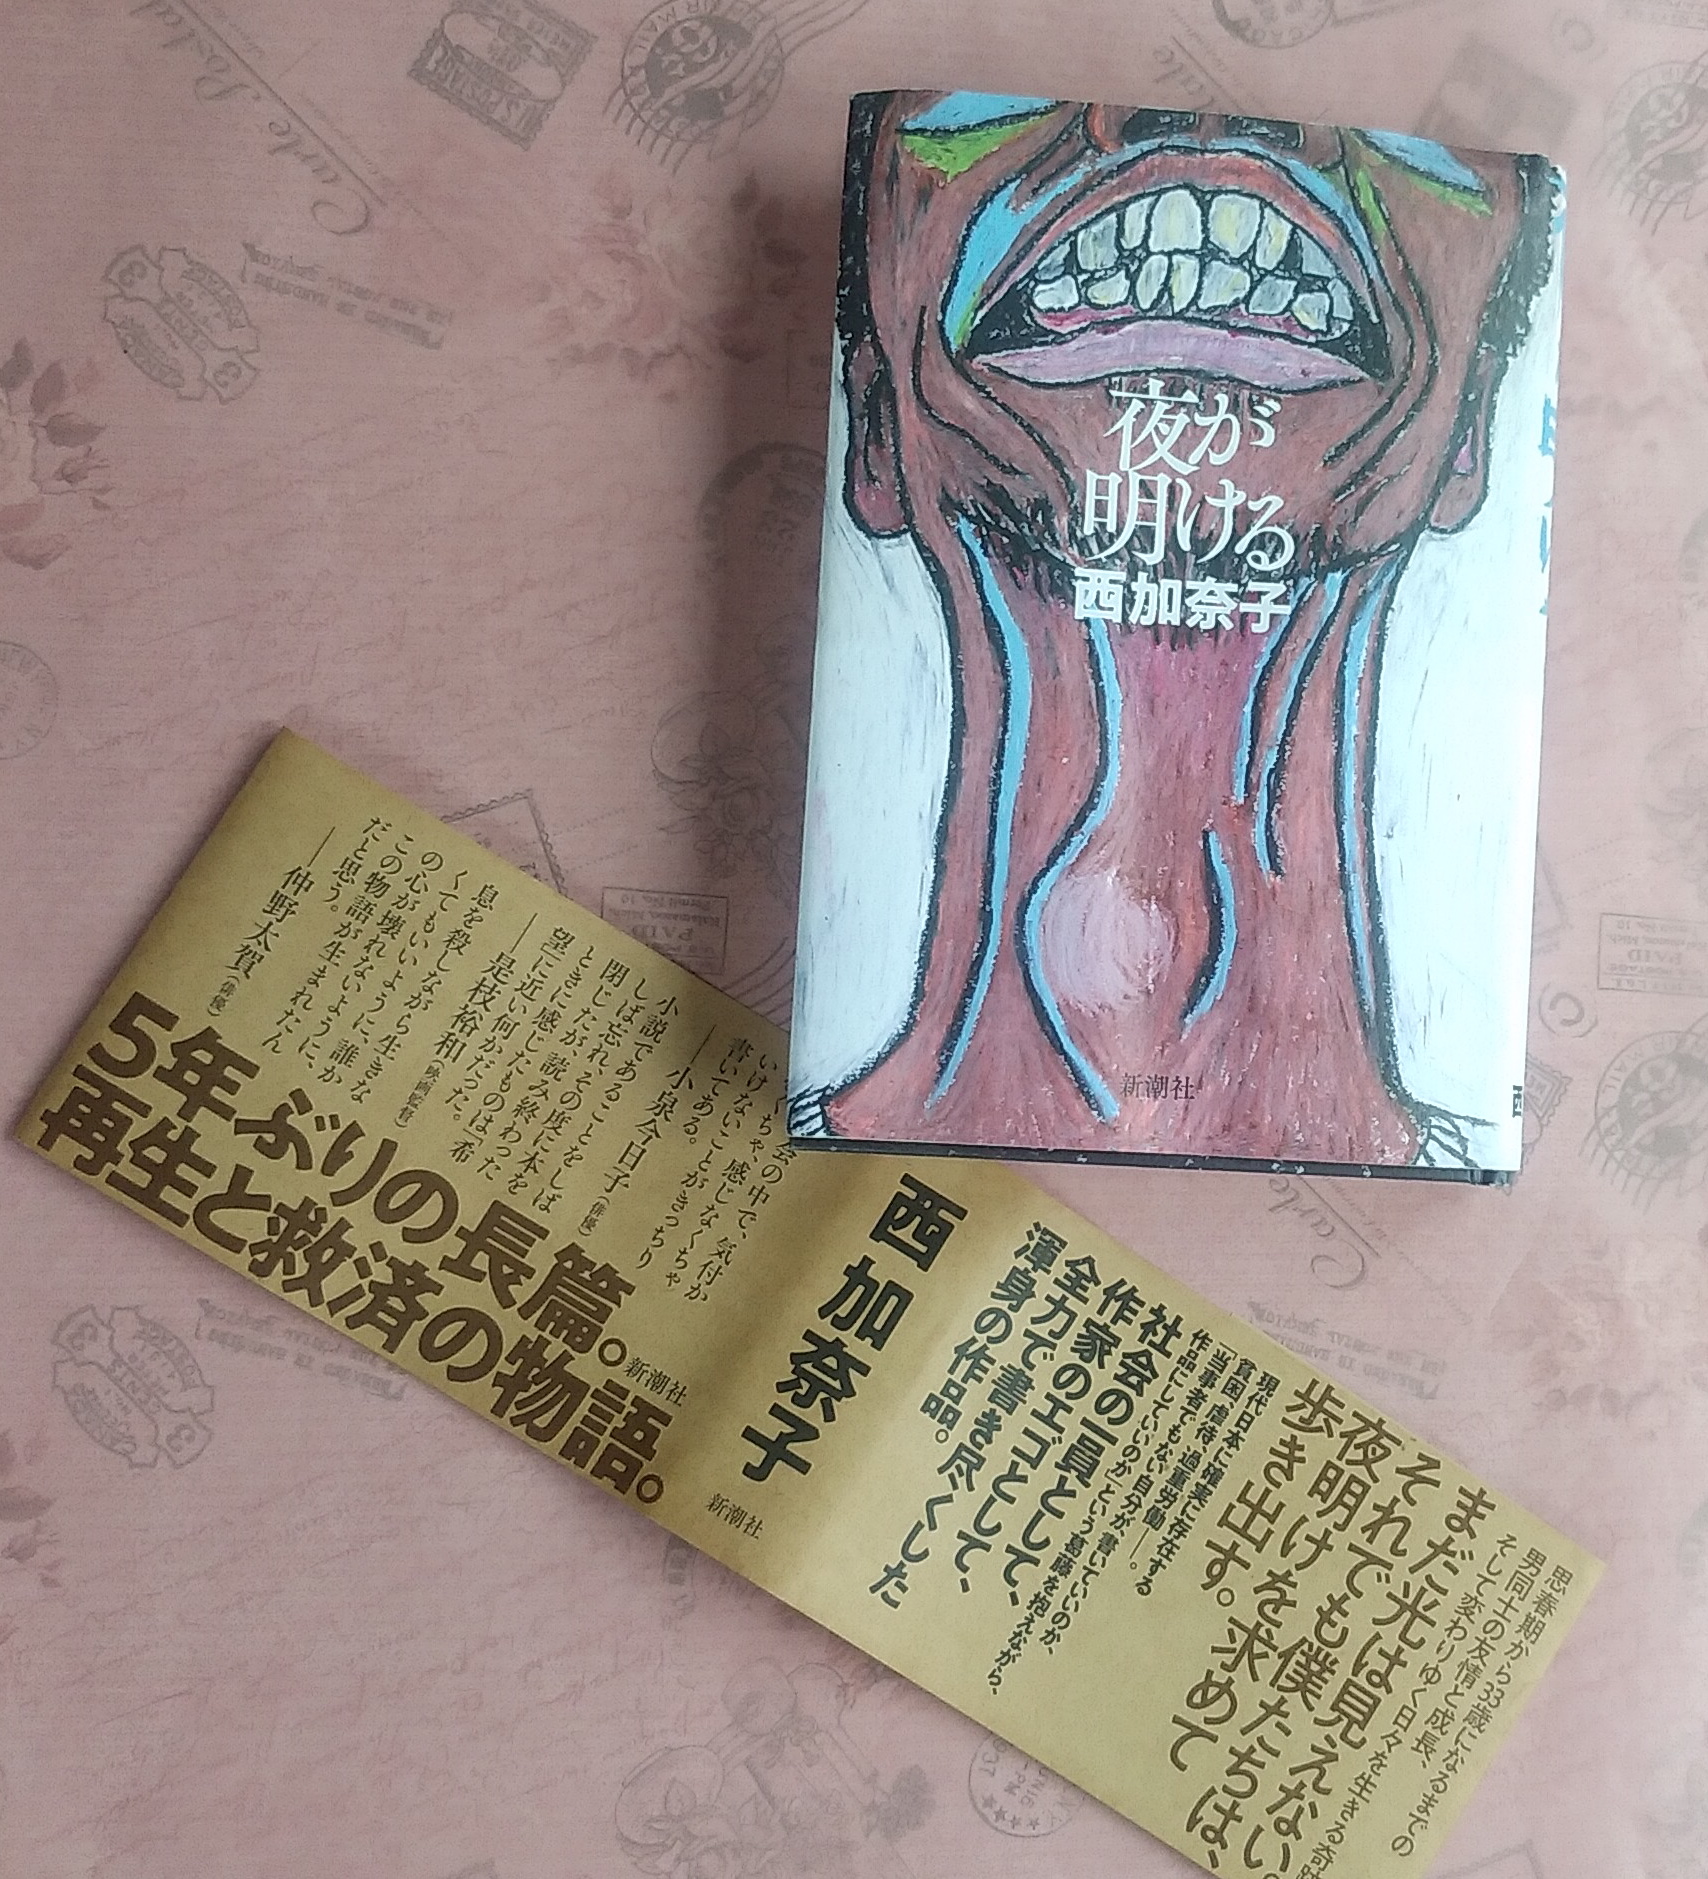 夜が
明ける
西加奈子
新潮社
思春期から33歳になるまでの
男同士の友情と成長、
そして変わりゆく日々を生きる奇跡
まだ光は見えない。
それでも僕たちは、
夜明けを求めて
歩き出す。
現代日本に確実に存在する
貧困、虐待、過重労働――。
「当事者でもない自分が、書いていいのか、
作品にしていいのか」という葛藤を抱えながら、
社会の一員として、
作家のエゴとして、
全力で書き尽くした
渾身の作品。
西加奈子
新潮社
の中で、気付か
いけない、感じなくちゃ
いけないことがきっちり
書いてある。
――小泉今日子(俳優)
小説であることをしば
しば忘れ、その度に本を
閉じたが、読み終わった
ときに感じたものは「希
望」に近い何かだった。
――是枝裕和(映画監督)
息を殺しながら生きな
くてもいいように、誰か
の心が壊れないように、
この物語が生まれたん
だと思う。
――仲野太賀(俳優)
5年ぶりの長篇。
再生と救済の物語。
新潮社